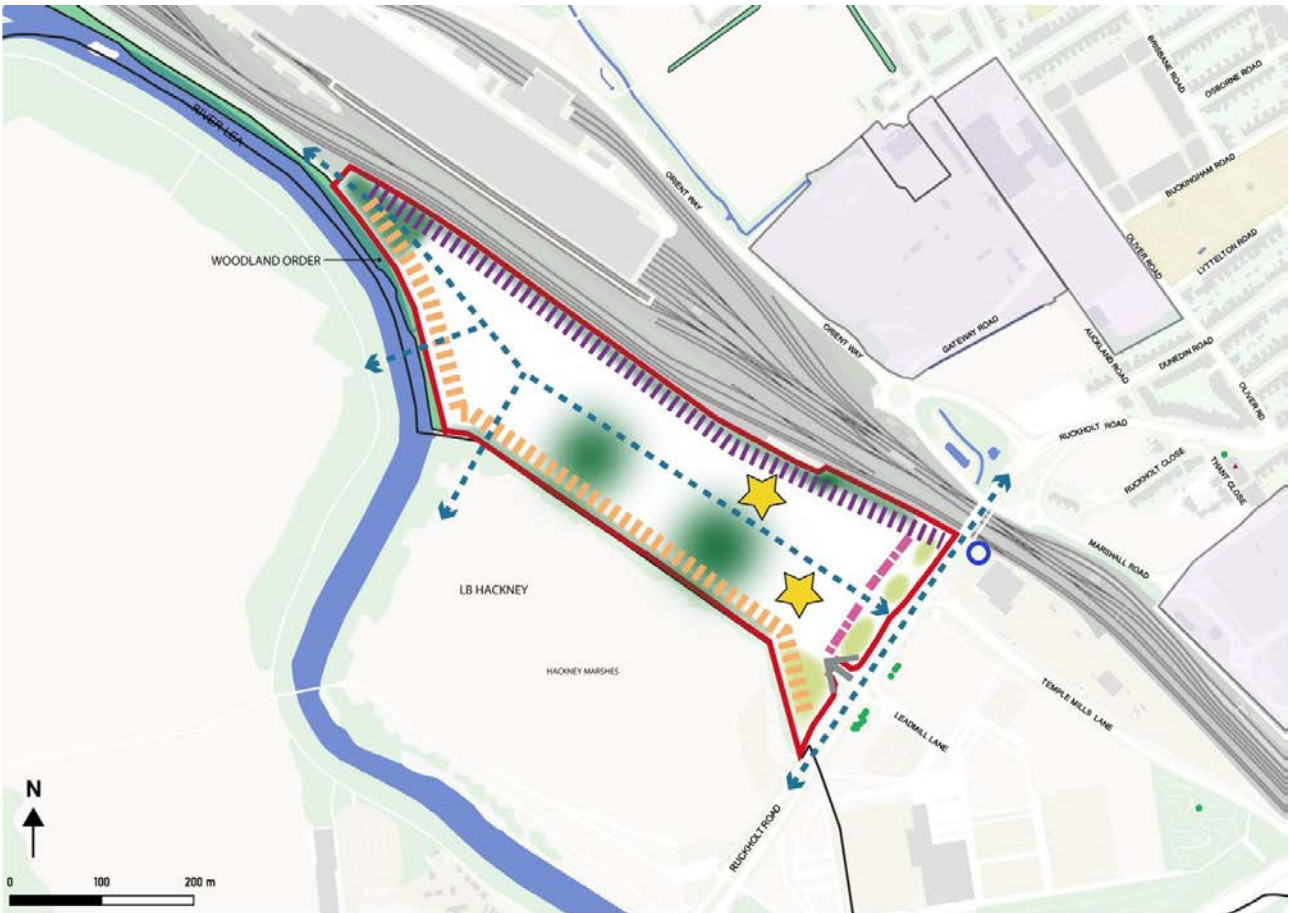 BRISBANE ROAD
OSBORNE ROAD
BUCKINGHAM ROAD
RIVER LEA
ORIENT WAY
OLIVER ROAD
LYTTELTON ROAD
WOODLAND ORDER
GATEWAY ROAD
ORIENT WAY
AUCKLAND ROAD
DUNEDIN ROAD
OLIVER RD
RUCKHOLT ROAD
RUCKHOLT CLOSE
THANT CLOSE
MARSHALL ROAD
LB HACKNEY
HACKNEY MARSHES
TEMPLE MILLS LANE
LEADMILL LANE
RUCKHOLT ROAD
N
0 100 200 m